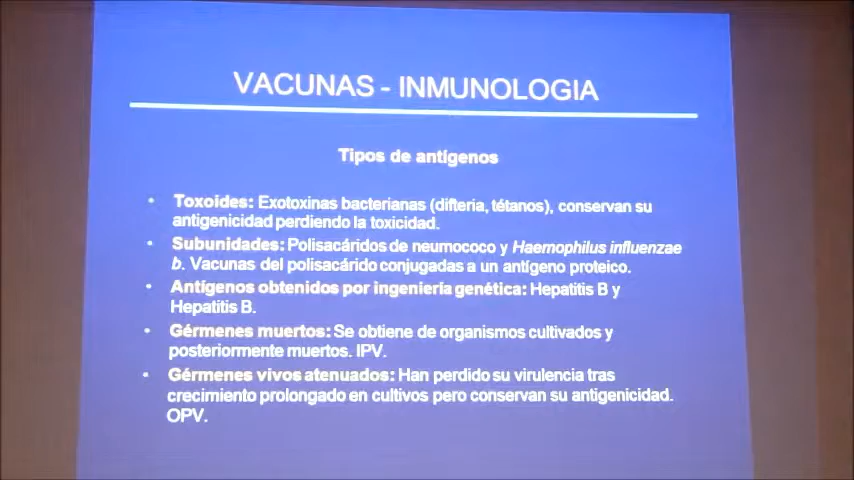 VACUNAS - INMUNOLOGIA
Tipos de antígenos
• Toxoides: Exotoxinas bacterianas (difteria, tétanos), conservan su
antigenicidad perdiendo la toxicidad.
• Subunidades: Polisacáridos de neumococo y Haemophilus influenzae
b. Vacunas del polisacárido conjugadas a un antígeno proteico.
• Antígenos obtenidos por ingeniería genética: Hepatitis B y
Hepatitis B.
• Gérmenes muertos: Se obtiene de organismos cultivados y
posteriormente muertos. IPV.
• Gérmenes vivos atenuados: Han perdido su virulencia tras
crecimiento prolongado en cultivos pero conservan su antigenicidad.
OPV.